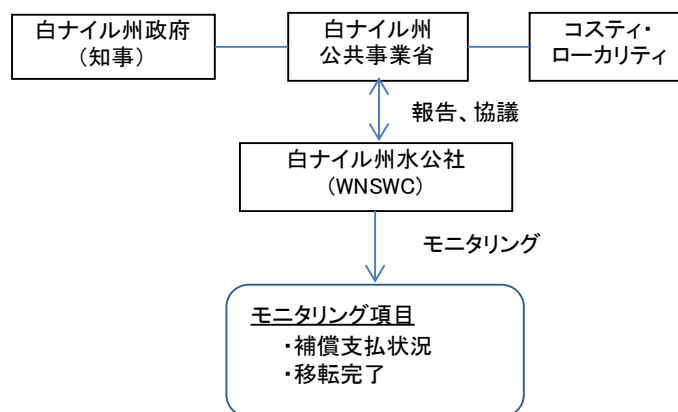 白ナイル州政府
（知事）
白ナイル州
公共事業省
コスティ・
ローカリティ
報告、協議
白ナイル州水公社
(WNSWC)
モニタリング
モニタリング項目
・補償支払状況
・移転完了